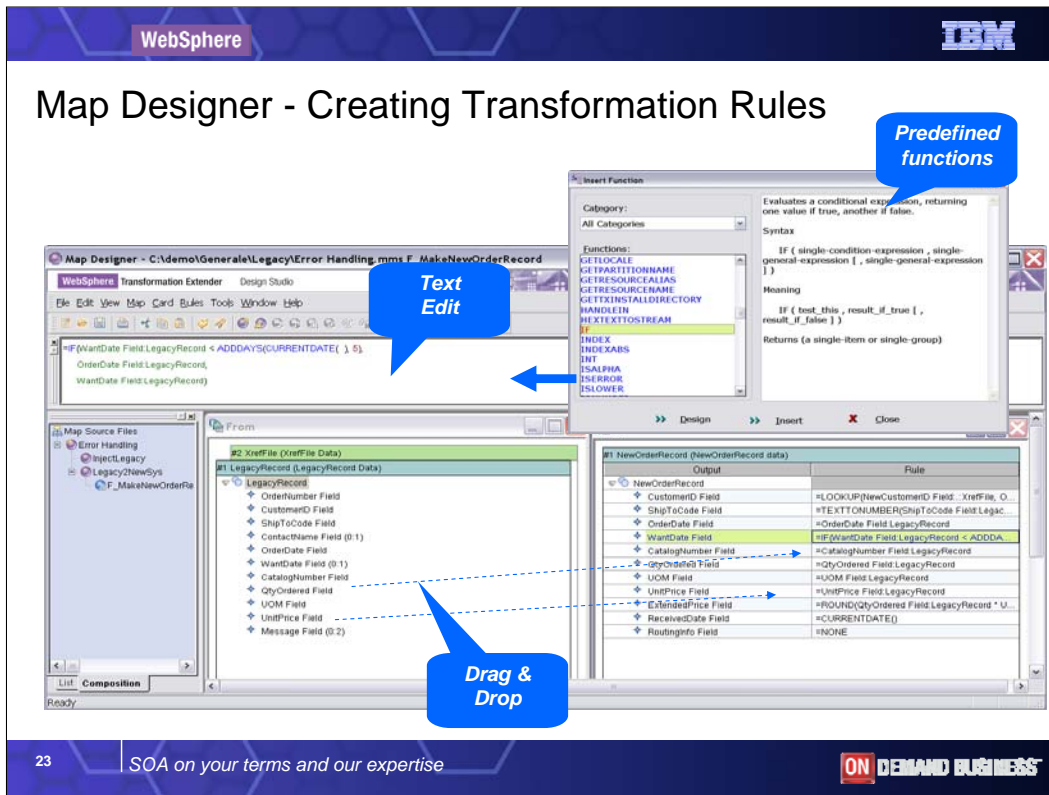 WebSphere
IBM
Map Designer - Creating Transformation Rules
Predefined
functions
Insert Function
Category:
All Categories
Functions:
GETLOCALE
GETPARTITIONNAME
GETRESOURCEALIAS
GETRESOURCENAME
GETTXINSTALLDIRECTORY
HANDLEIN
HEXTEXTTOSTREAM
IF
INDEX
INDEXABS
INT
ISALPHA
ISERROR
ISLOWER
Evaluates a conditional expression, returning
one value if true, another if false.
Syntax
IF ( single-condition-expression , single-
general-expression [ , single-general-expression
] )
Meaning
IF ( test_this , result_if_true [ ,
result_if_false ] )
Returns (a single-item or single-group)
Design
Insert
Close
Map Designer - C:\demo\Generale\Legacy\Error Handling.mms F_MakeNewOrderRecord
WebSphere Transformation Extender Design Studio
File Edit View Map Card Rules Tools Window Help
Text
Edit
=IF(WantDate Field:LegacyRecord < ADDDAYS(CURRENTDATE( ), 5),
OrderDate Field:LegacyRecord,
WantDate Field:LegacyRecord)
Map Source Files
Error Handling
InjectLegacy
Legacy2NewSys
F_MakeNewOrderRe
List Composition
Ready
From
#2 XrefFile (XrefFile Data)
#1 LegacyRecord (LegacyRecord Data)
LegacyRecord
OrderNumber Field
CustomerID Field
ShipToCode Field
ContactName Field (0:1)
OrderDate Field
WantDate Field (0:1)
CatalogNumber Field
QtyOrdered Field
UOM Field
UnitPrice Field
Message Field (0:2)
#1 NewOrderRecord (NewOrderRecord data)
Output Rule
NewOrderRecord
CustomerID Field =LOOKUP(NewCustomerID Field:.:XrefFile, O...
ShipToCode Field =TEXTTONUMBER(ShipToCode Field:Legac...
OrderDate Field =OrderDate Field:LegacyRecord
WantDate Field =IF(WantDate Field:LegacyRecord < ADDDA...
CatalogNumber Field =CatalogNumber Field:LegacyRecord
QtyOrdered Field =QtyOrdered Field:LegacyRecord
UOM Field =UOM Field:LegacyRecord
UnitPrice Field =UnitPrice Field:LegacyRecord
ExtendedPrice Field =ROUND(QtyOrdered Field:LegacyRecord * U...
ReceivedDate Field =CURRENTDATE()
RoutingInfo Field =NONE
Drag &
Drop
23
SOA on your terms and our expertise
ON DEMAND BUSINESS